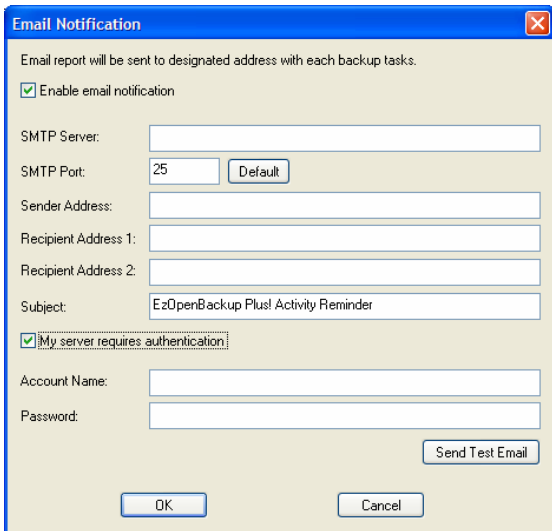 Email Notification
Email report will be sent to designated address with each backup tasks.
Enable email notification
SMTP Server:
SMTP Port: 25 Default
Sender Address:
Recipient Address 1:
Recipient Address 2:
Subject: EzOpenBackup Plus! Activity Reminder
My server requires authentication
Account Name:
Password:
Send Test Email
OK Cancel